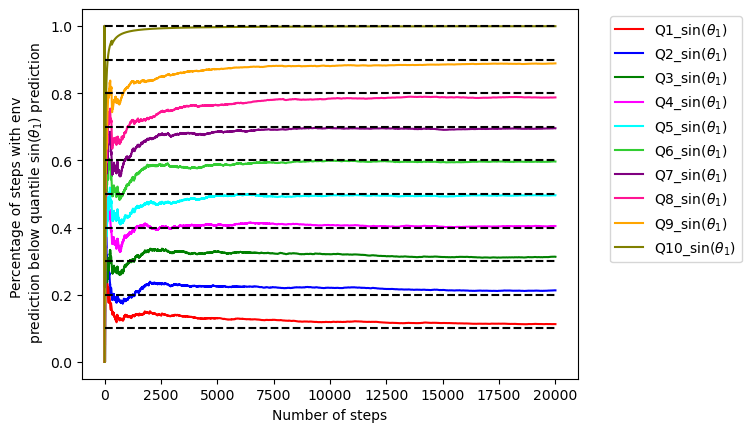 Percentage of steps with env
prediction below quantile sin(θ₁) prediction
1.0
0.8
0.6
0.4
0.2
0.0
0
2500
5000
7500
10000
12500
15000
17500
20000
Number of steps
Q1_sin(θ₁)
Q2_sin(θ₁)
Q3_sin(θ₁)
Q4_sin(θ₁)
Q5_sin(θ₁)
Q6_sin(θ₁)
Q7_sin(θ₁)
Q8_sin(θ₁)
Q9_sin(θ₁)
Q10_sin(θ₁)